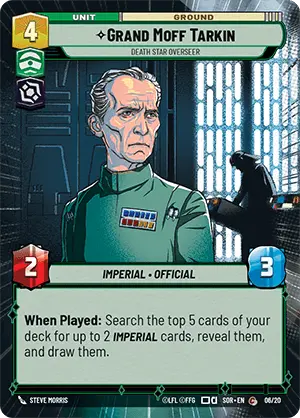 UNIT GROUND
4
✧GRAND MOFF TARKIN
DEATH STAR OVERSEER
2
3
IMPERIAL • OFFICIAL
When Played: Search the top 5 cards of your
deck for up to 2 IMPERIAL cards, reveal them,
and draw them.
STEVE MORRIS ©LFL ©FFG SOR • EN C 06/20